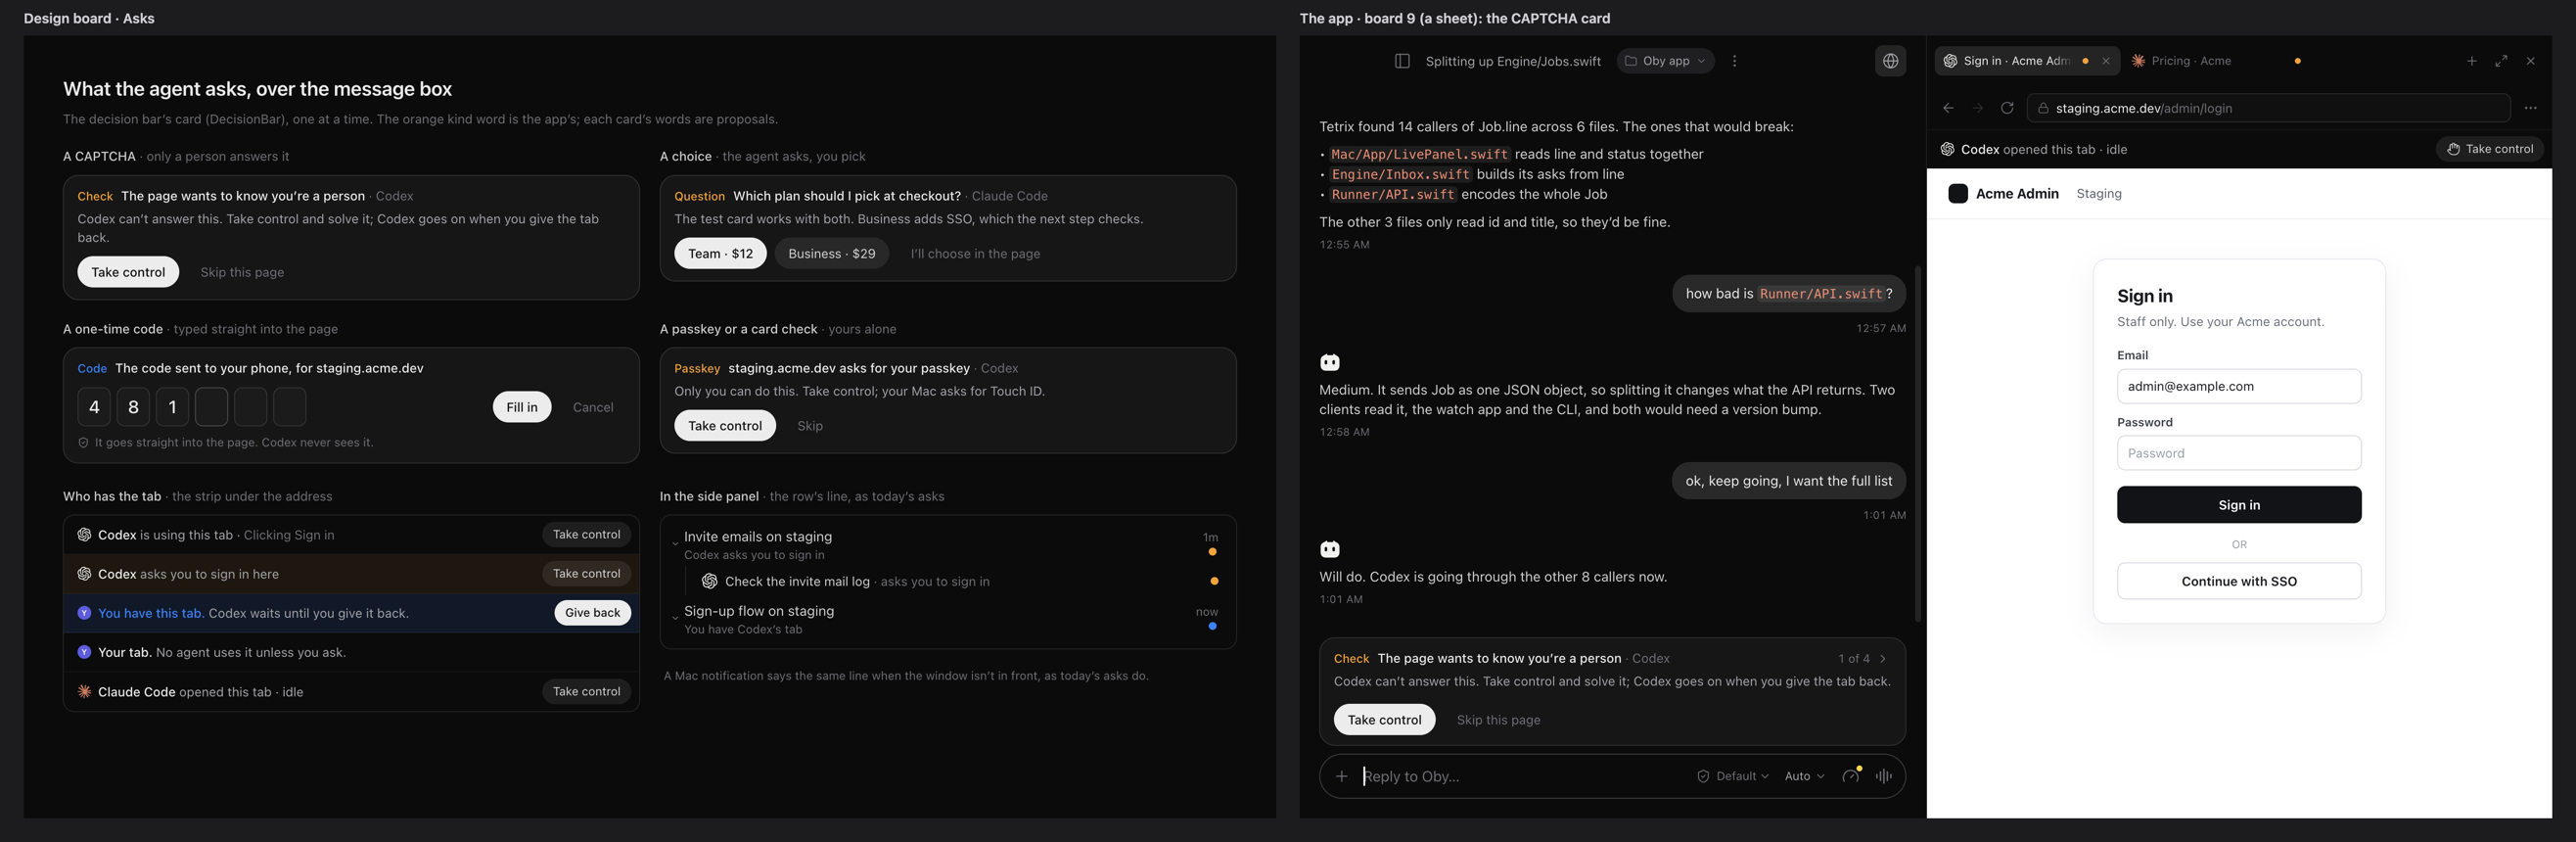 Design board · Asks
What the agent asks, over the message box
The decision bar's card (DecisionBar), one at a time. The orange kind word is the app's; each card's words are proposals.
A CAPTCHA · only a person answers it
Check The page wants to know you're a person · Codex
Codex can't answer this. Take control and solve it; Codex goes on when you give the tab
back.
Take control Skip this page
A choice · the agent asks, you pick
Question Which plan should I pick at checkout? · Claude Code
The test card works with both. Business adds SSO, which the next step checks.
Team · $12 Business · $29 I'll choose in the page
A one-time code · typed straight into the page
Code The code sent to your phone, for staging.acme.dev
4 8 1 Fill in Cancel
It goes straight into the page. Codex never sees it.
A passkey or a card check · yours alone
Passkey staging.acme.dev asks for your passkey · Codex
Only you can do this. Take control; your Mac asks for Touch ID.
Take control Skip
Who has the tab · the strip under the address
Codex is using this tab · Clicking Sign in Take control
Codex asks you to sign in here Take control
Y You have this tab. Codex waits until you give it back. Give back
Y Your tab. No agent uses it unless you ask.
Claude Code opened this tab · idle Take control
In the side panel · the row's line, as today's asks
Invite emails on staging 1m
Codex asks you to sign in
Check the invite mail log · asks you to sign in
Sign-up flow on staging now
You have Codex's tab
A Mac notification says the same line when the window isn't in front, as today's asks do.
The app · board 9 (a sheet): the CAPTCHA card
Splitting up Engine/Jobs.swift Oby app
Tetrix found 14 callers of Job.line across 6 files. The ones that would break:
• Mac/App/LivePanel.swift reads line and status together
• Engine/Inbox.swift builds its asks from line
• Runner/API.swift encodes the whole Job
The other 3 files only read id and title, so they'd be fine.
12:55 AM
how bad is Runner/API.swift?
12:57 AM
Medium. It sends Job as one JSON object, so splitting it changes what the API returns. Two
clients read it, the watch app and the CLI, and both would need a version bump.
12:58 AM
ok, keep going, I want the full list
1:01 AM
Will do. Codex is going through the other 8 callers now.
1:01 AM
Check The page wants to know you're a person · Codex 1 of 4
Codex can't answer this. Take control and solve it; Codex goes on when you give the tab back.
Take control Skip this page
Reply to Oby... Default Auto
Sign in · Acme Adm Pricing · Acme
staging.acme.dev/admin/login
Codex opened this tab · idle Take control
Acme Admin Staging
Sign in
Staff only. Use your Acme account.
Email
admin@example.com
Password
Password
Sign in
OR
Continue with SSO